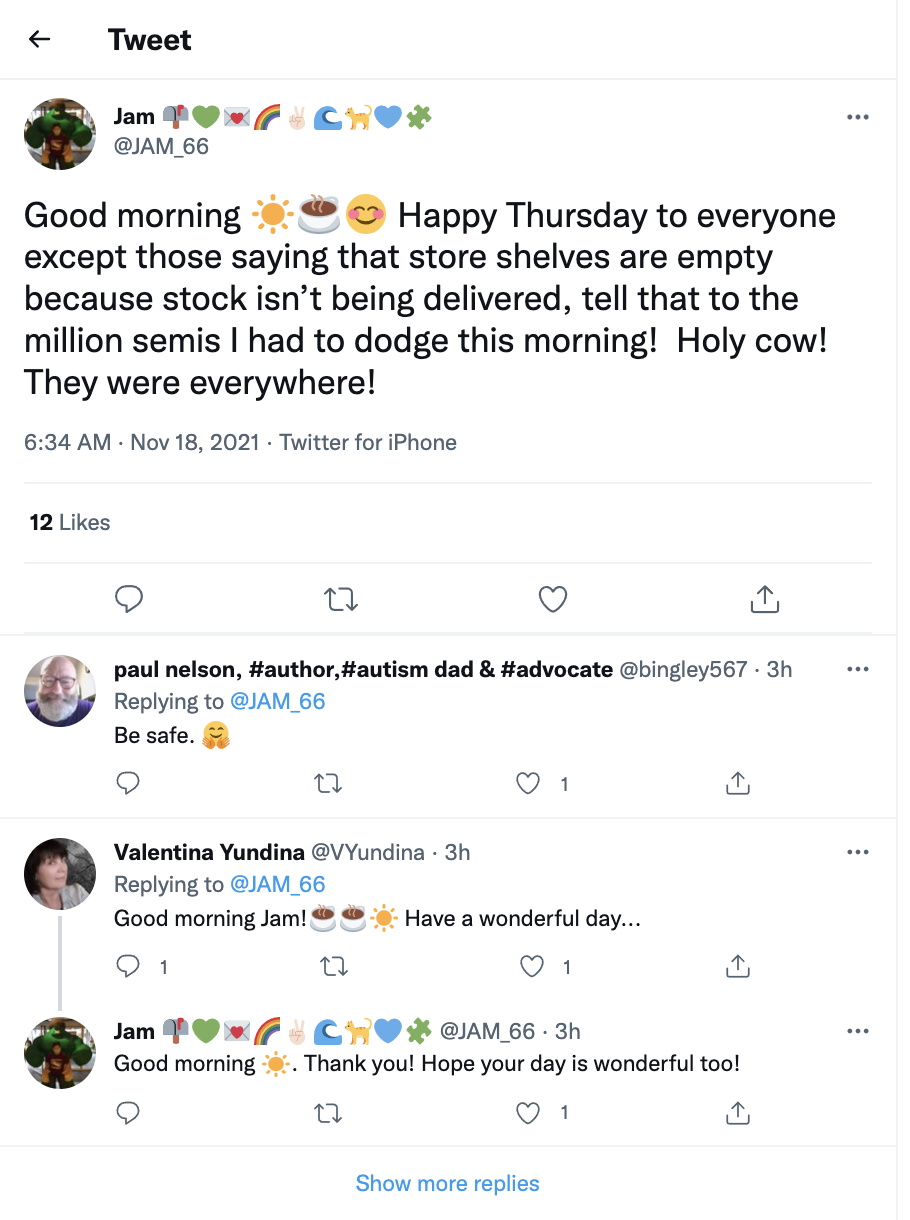 ← Tweet
Jam 📬💚💌🌈✌🏻🌊🐈💙🧩
@JAM_66
Good morning ☀️☕😊 Happy Thursday to everyone
except those saying that store shelves are empty
because stock isn’t being delivered, tell that to the
million semis I had to dodge this morning!  Holy cow!
They were everywhere!
6:34 AM · Nov 18, 2021 · Twitter for iPhone
12 Likes
paul nelson, #author,#autism dad & #advocate @bingley567 · 3h
Replying to @JAM_66
Be safe. 🤗
1
Valentina Yundina @VYundina · 3h
Replying to @JAM_66
Good morning Jam!☕☕☀️ Have a wonderful day...
1 1
Jam 📬💚💌🌈✌🏻🌊🐈💙🧩 @JAM_66 · 3h
Good morning ☀️. Thank you! Hope your day is wonderful too!
1
Show more replies